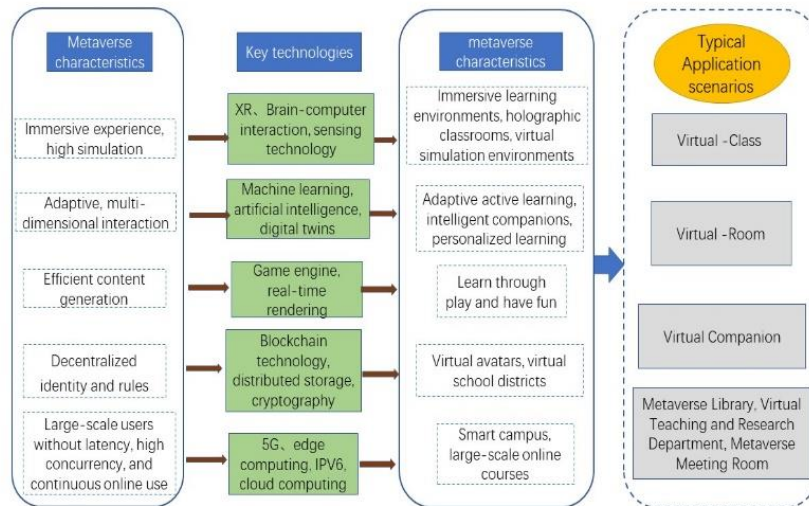 Metaverse
characteristics
Immersive experience,
high simulation
Adaptive, multi-
dimensional interaction
Efficient content
generation
Decentralized
identity and rules
Large-scale users
without latency, high
concurrency, and
continuous online use
Key technologies
XR、Brain-computer
interaction, sensing
technology
Machine learning,
artificial intelligence,
digital twins
Game engine,
real-time
rendering
Blockchain
technology,
distributed storage,
cryptography
5G、edge
computing, IPV6,
cloud computing
metaverse
characteristics
Immersive learning
environments, holographic
classrooms, virtual
simulation environments
Adaptive active learning,
intelligent companions,
personalized learning
Learn through
play and have fun
Virtual avatars, virtual
school districts
Smart campus,
large-scale online
courses
Typical
Application
scenarios
Virtual -Class
Virtual -Room
Virtual Companion
Metaverse Library, Virtual
Teaching and Research
Department, Metaverse
Meeting Room